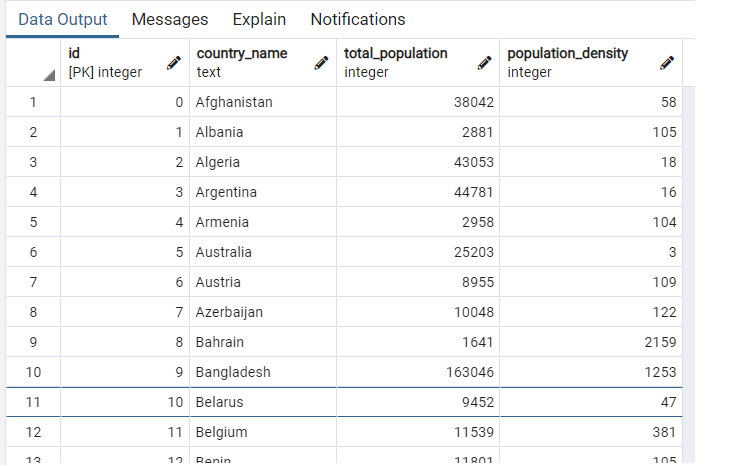 Data Output Messages Explain Notifications
id country_name total_population population_density
[PK] integer text integer integer
1 0 Afghanistan 38042 58
2 1 Albania 2881 105
3 2 Algeria 43053 18
4 3 Argentina 44781 16
5 4 Armenia 2958 104
6 5 Australia 25203 3
7 6 Austria 8955 109
8 7 Azerbaijan 10048 122
9 8 Bahrain 1641 2159
10 9 Bangladesh 163046 1253
11 10 Belarus 9452 47
12 11 Belgium 11539 381
13 12 Benin 11801 105